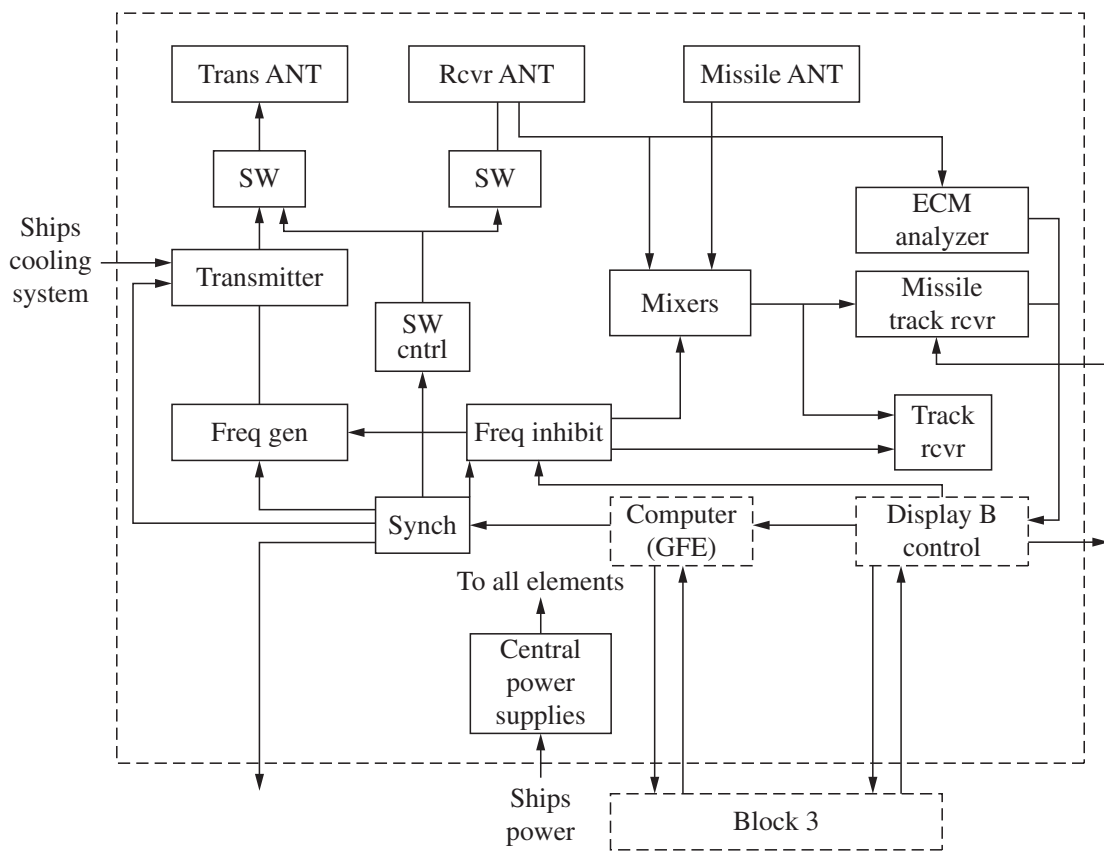 Trans ANT
Rcvr ANT
Missile ANT
SW
SW
ECM
analyzer
Ships
cooling
system
Transmitter
Mixers
Missile
track rcvr
SW
cntrl
Freq gen
Freq inhibit
Track
rcvr
Synch
Computer
(GFE)
Display B
control
To all elements
Central
power
supplies
Ships
power
Block 3